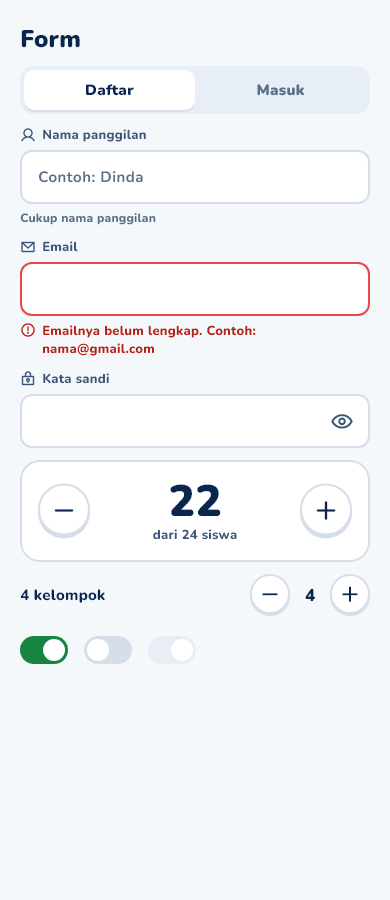 Form
Daftar
Masuk
Nama panggilan
Contoh: Dinda
Cukup nama panggilan
Email
Emailnya belum lengkap. Contoh:
nama@gmail.com
Kata sandi
22
dari 24 siswa
4 kelompok
4